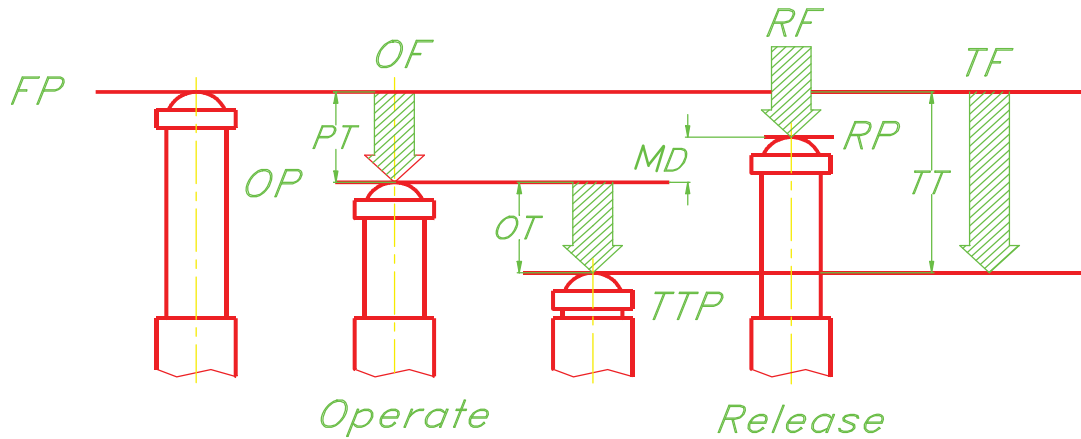 RF
OF
TF
FP
PT
MD
RP
OP
TT
OT
TTP
Operate
Release